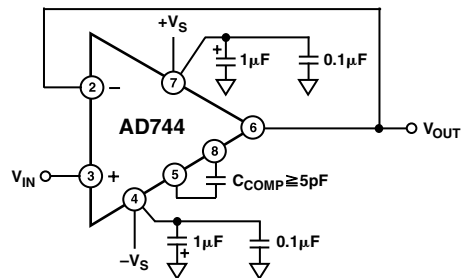 +VS
+
1μF
0.1μF
7
2
−
AD744
6
VOUT
8
VIN
3
+
5
CCOMP≧5pF
4
1μF
+
0.1μF
−VS